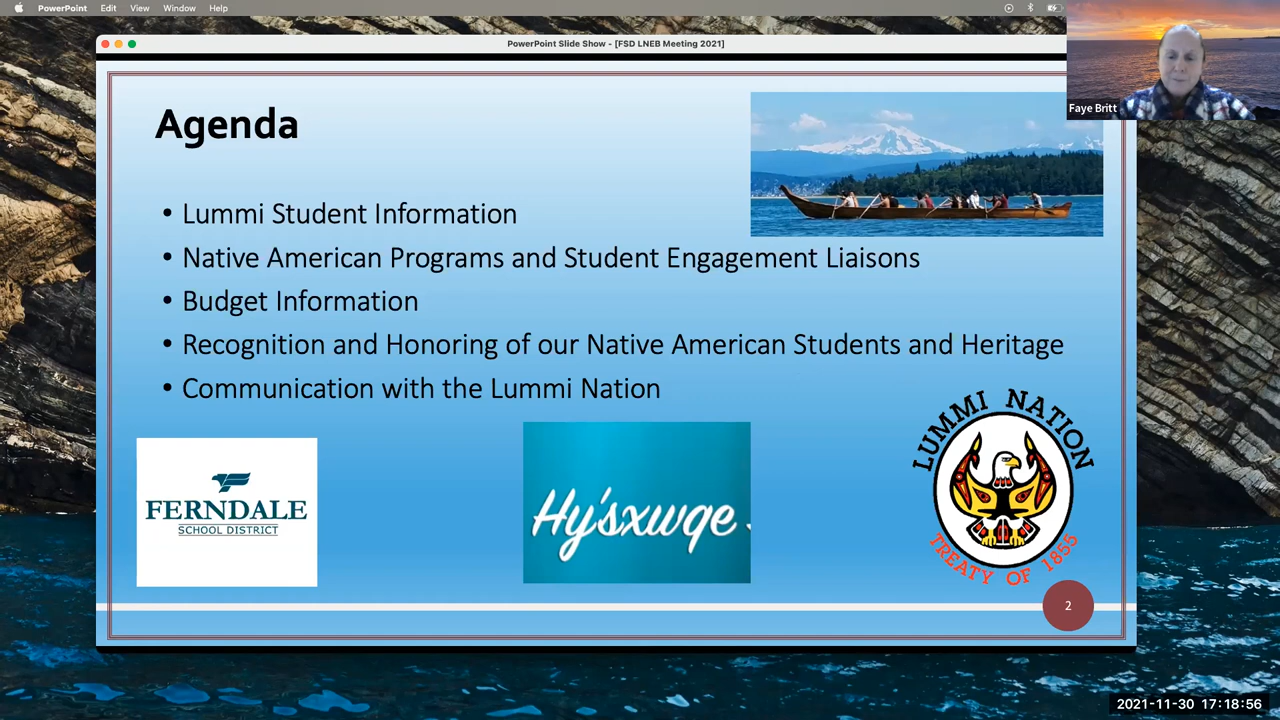 PowerPoint Edit View Window Help
PowerPoint Slide Show - [FSD LNEB Meeting 2021]
Faye Britt
Agenda
• Lummi Student Information
• Native American Programs and Student Engagement Liaisons
• Budget Information
• Recognition and Honoring of our Native American Students and Heritage
• Communication with the Lummi Nation
FERNDALE
SCHOOL DISTRICT
Hy'sxwqe
LUMMI NATION
TREATY OF 1855
2
2021-11-30 17:18:56